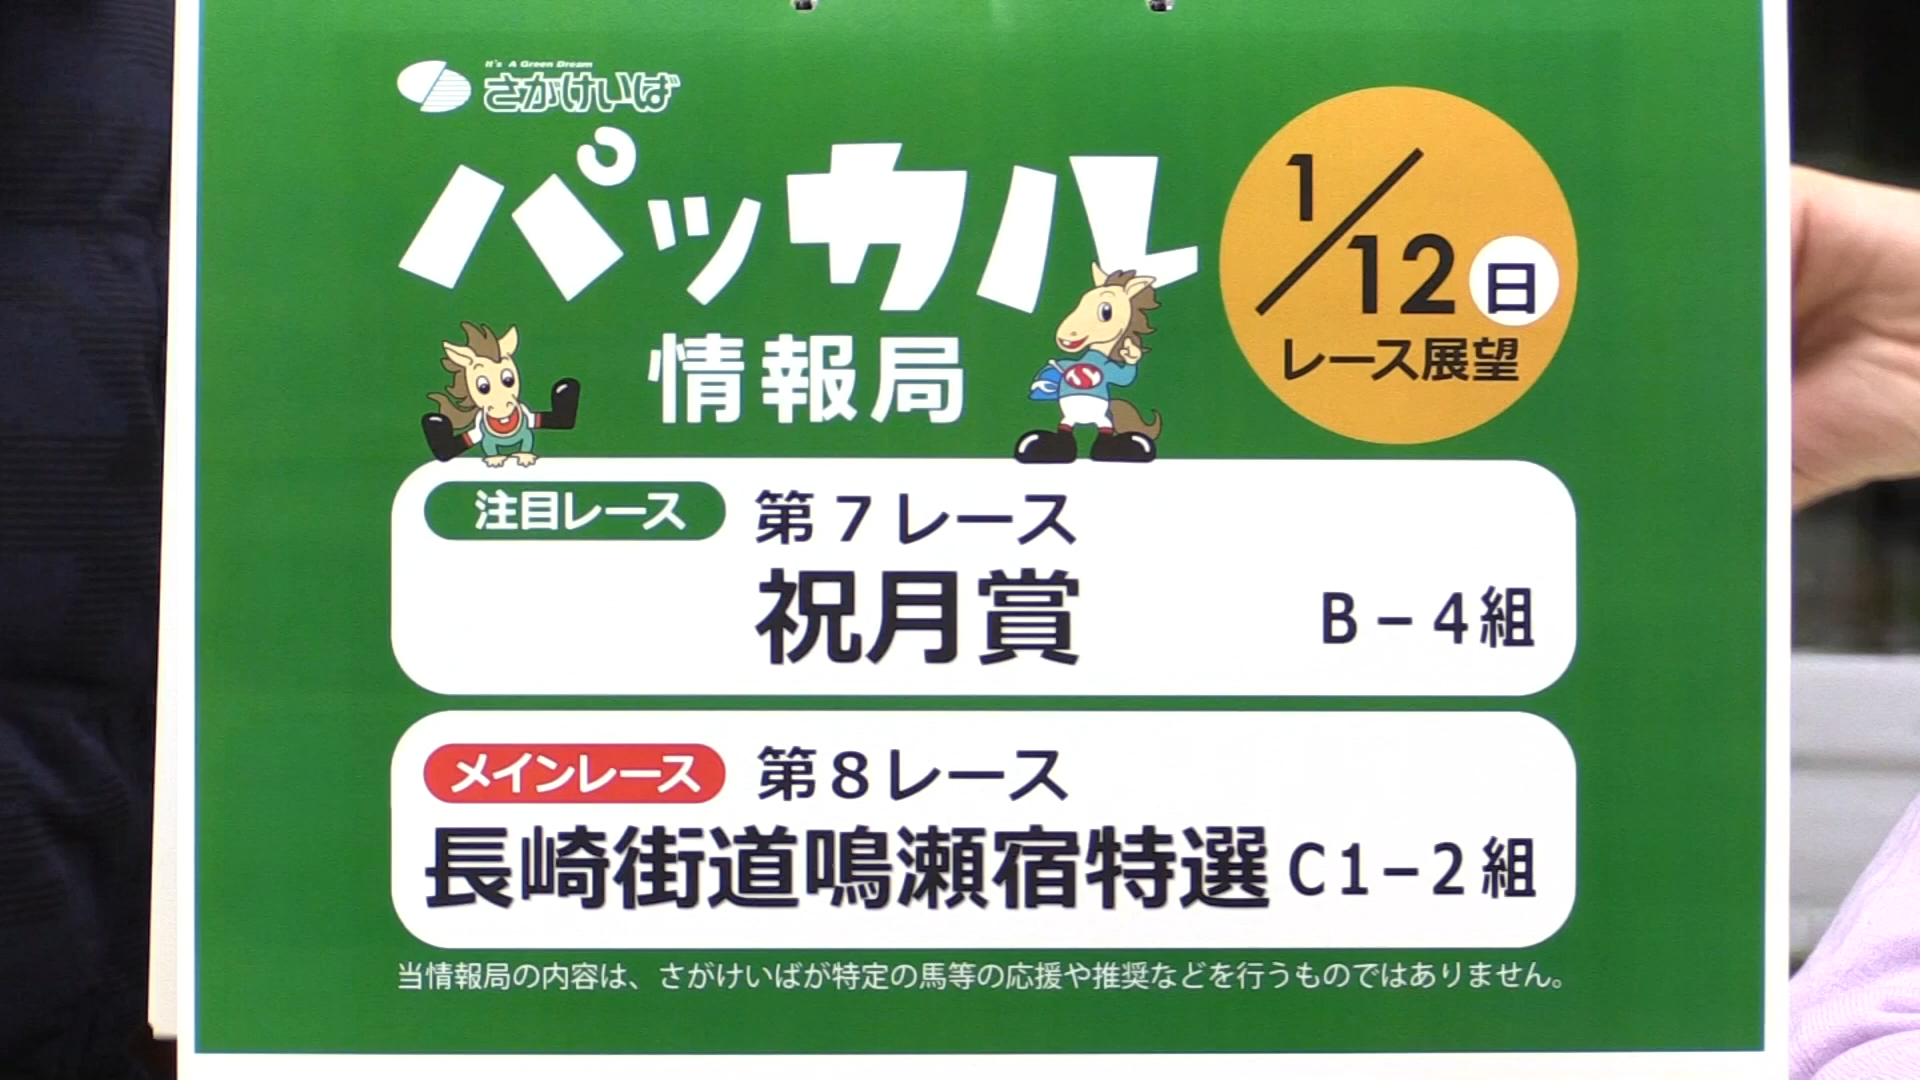 It's A Green Dream
さがけいば
パッカル
情報局
1/12 日
レース展望
注目レース 第7レース
祝月賞 B-4組
メインレース 第8レース
長崎街道鳴瀬宿特選 C1-2組
当情報局の内容は、さがけいばが特定の馬等の応援や推奨などを行うものではありません。